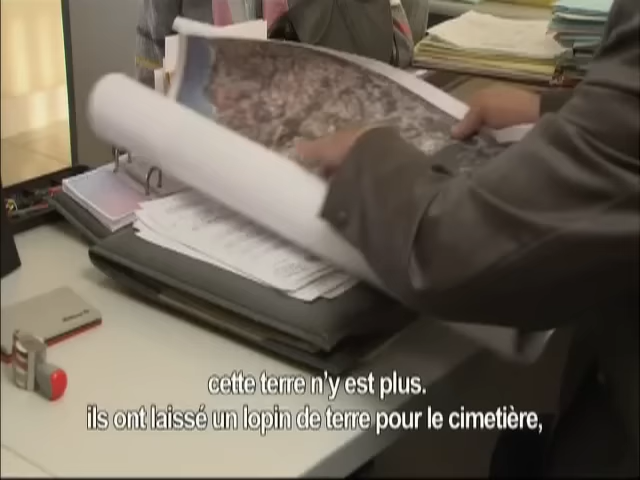 cette terre n'y est plus.
ils ont laissé un lopin de terre pour le cimetière,